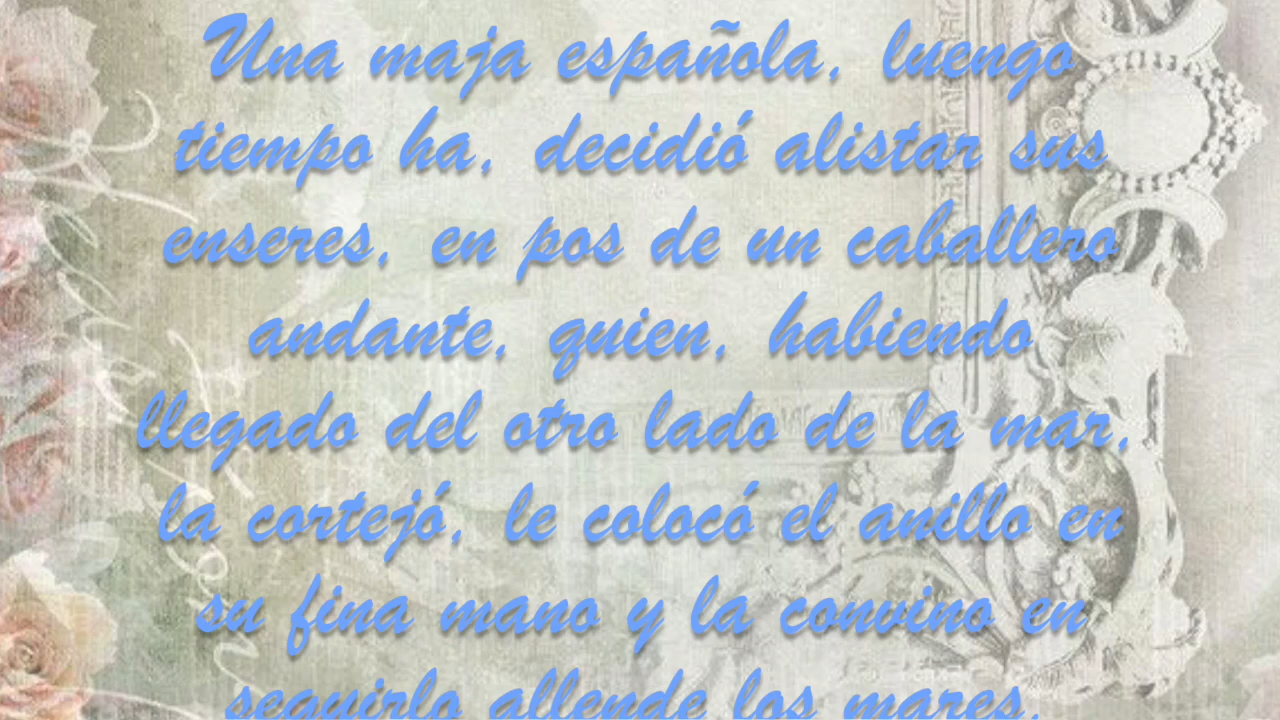 Una maja española, luengo
tiempo ha, decidió alistar sus
enseres, en pos de un caballero
andante, quien, habiendo
llegado del otro lado de la mar,
la cortejó, le colocó el anillo en
su fina mano y la convino en
seguirlo allende los mares.